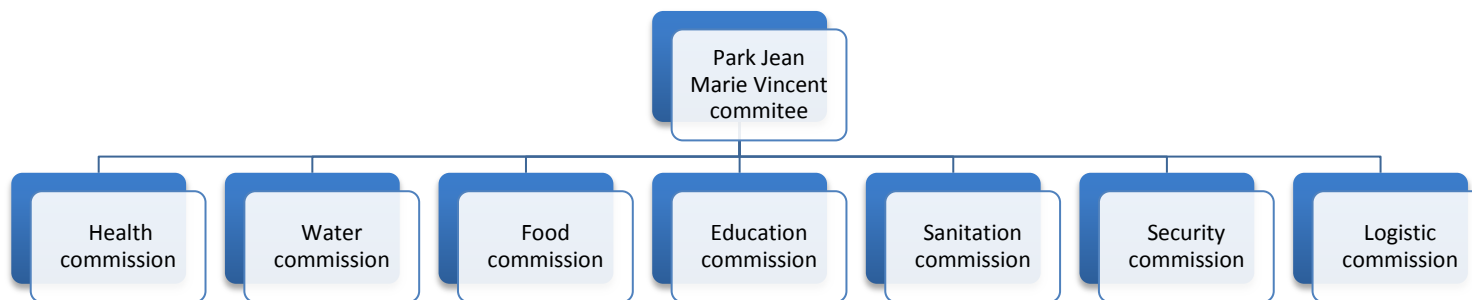 Park Jean
Marie Vincent
commitee
Health
commission
Water
commission
Food
commission
Education
commission
Sanitation
commission
Security
commission
Logistic
commission